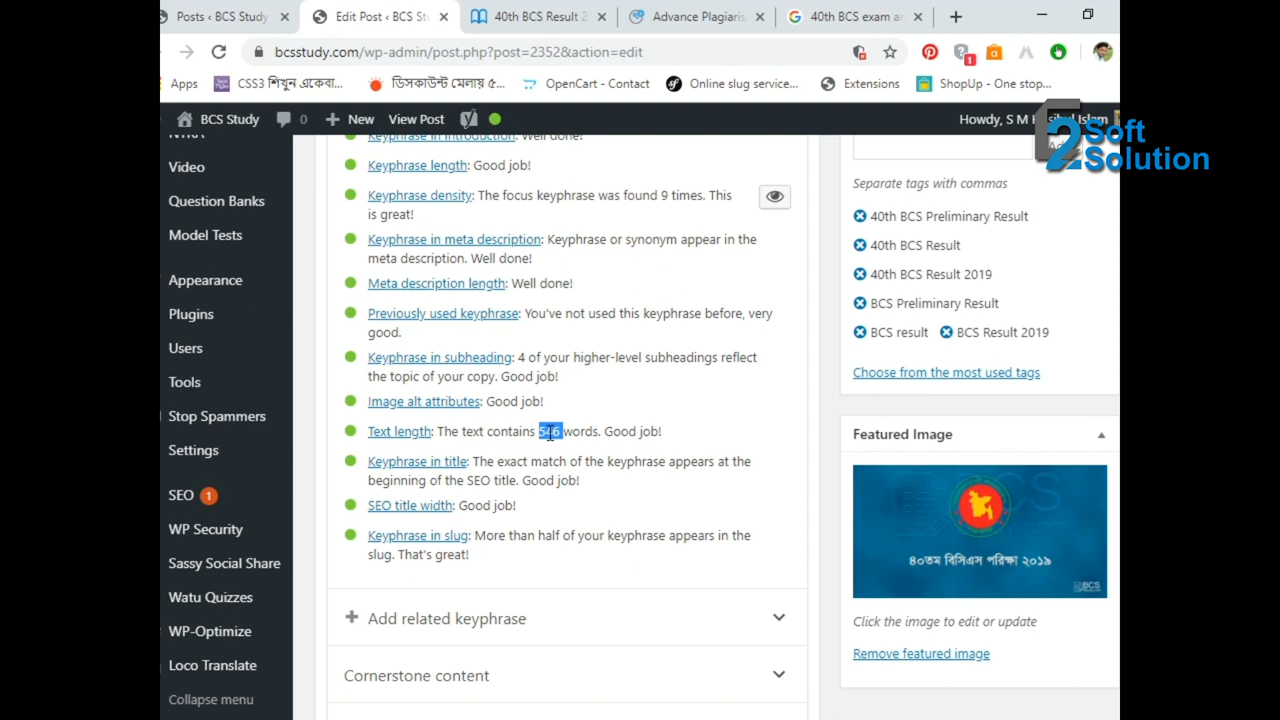 Posts ‹ BCS Study
Edit Post ‹ BCS St
40th BCS Result 2
Advance Plagiaris
40th BCS exam ar
bcsstudy.com/wp-admin/post.php?post=2352&action=edit
1
Apps
CSS3 শিখুন একেবা...
ডিসকাউন্ট মেলায় ৫...
OpenCart - Contact
Online slug service...
Extensions
ShopUp - One stop...
BCS Study
0
New
View Post
Howdy, S M H
Islam
Soft
Solution
Keyphrase in introduction: Well done!
Keyphrase length: Good job!
Keyphrase density: The focus keyphrase was found 9 times. This
is great!
Keyphrase in meta description: Keyphrase or synonym appear in the
meta description. Well done!
Meta description length: Well done!
Previously used keyphrase: You've not used this keyphrase before, very
good.
Keyphrase in subheading: 4 of your higher-level subheadings reflect
the topic of your copy. Good job!
Image alt attributes: Good job!
Text length: The text contains 546 words. Good job!
Keyphrase in title: The exact match of the keyphrase appears at the
beginning of the SEO title. Good job!
SEO title width: Good job!
Keyphrase in slug: More than half of your keyphrase appears in the
slug. That's great!
Add related keyphrase
Cornerstone content
Video
Question Banks
Model Tests
Appearance
Plugins
Users
Tools
Stop Spammers
Settings
SEO 1
WP Security
Sassy Social Share
Watu Quizzes
WP-Optimize
Loco Translate
Collapse menu
Separate tags with commas
40th BCS Preliminary Result
40th BCS Result
40th BCS Result 2019
BCS Preliminary Result
BCS result
BCS Result 2019
Choose from the most used tags
Featured Image
৪০তম বিসিএস পরিক্ষা ২০১৯
BCS
Click the image to edit or update
Remove featured image